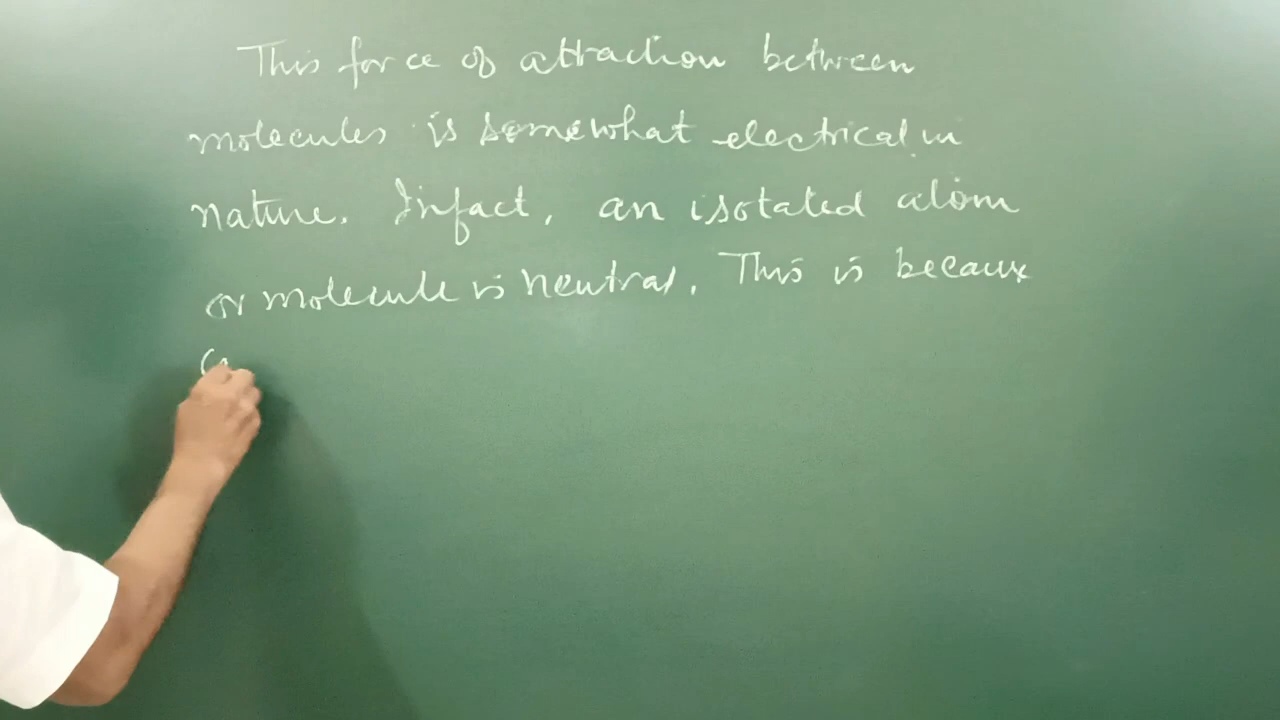 This force of attraction between
molecules is somewhat electrical in
nature. Infact, an isolated atom
or molecule is neutral. This is because